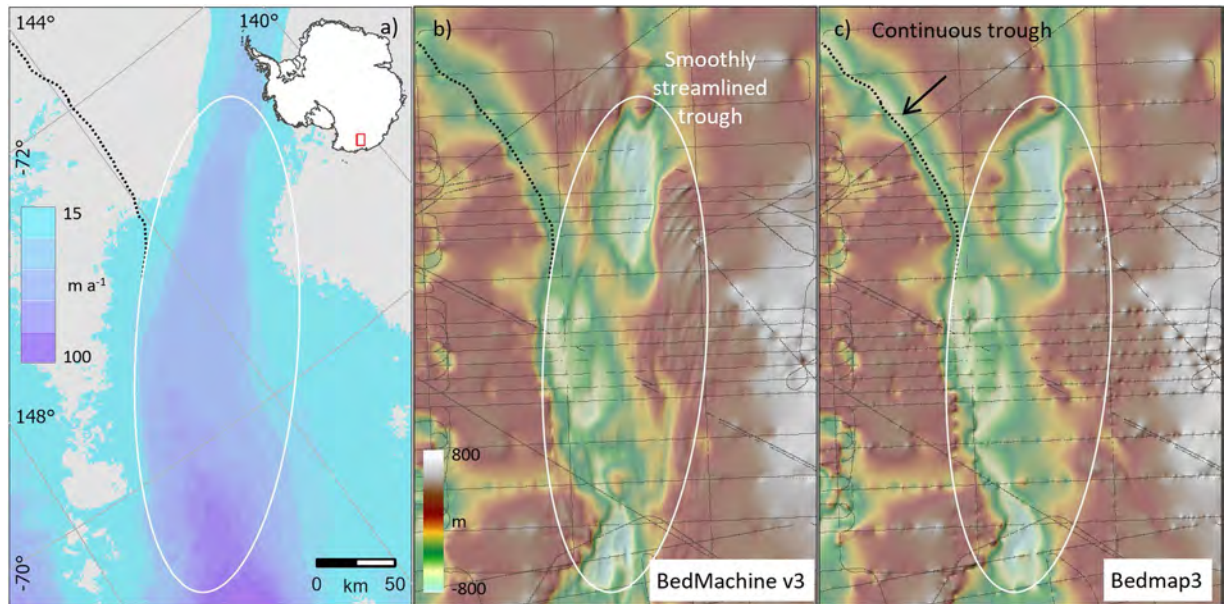 144°
140°
a)
-72°
15
m a⁻¹
100
148°
-70°
0 50
km
b)
Smoothly
streamlined
trough
800
m
-800
BedMachine v3
c)
Continuous trough
Bedmap3